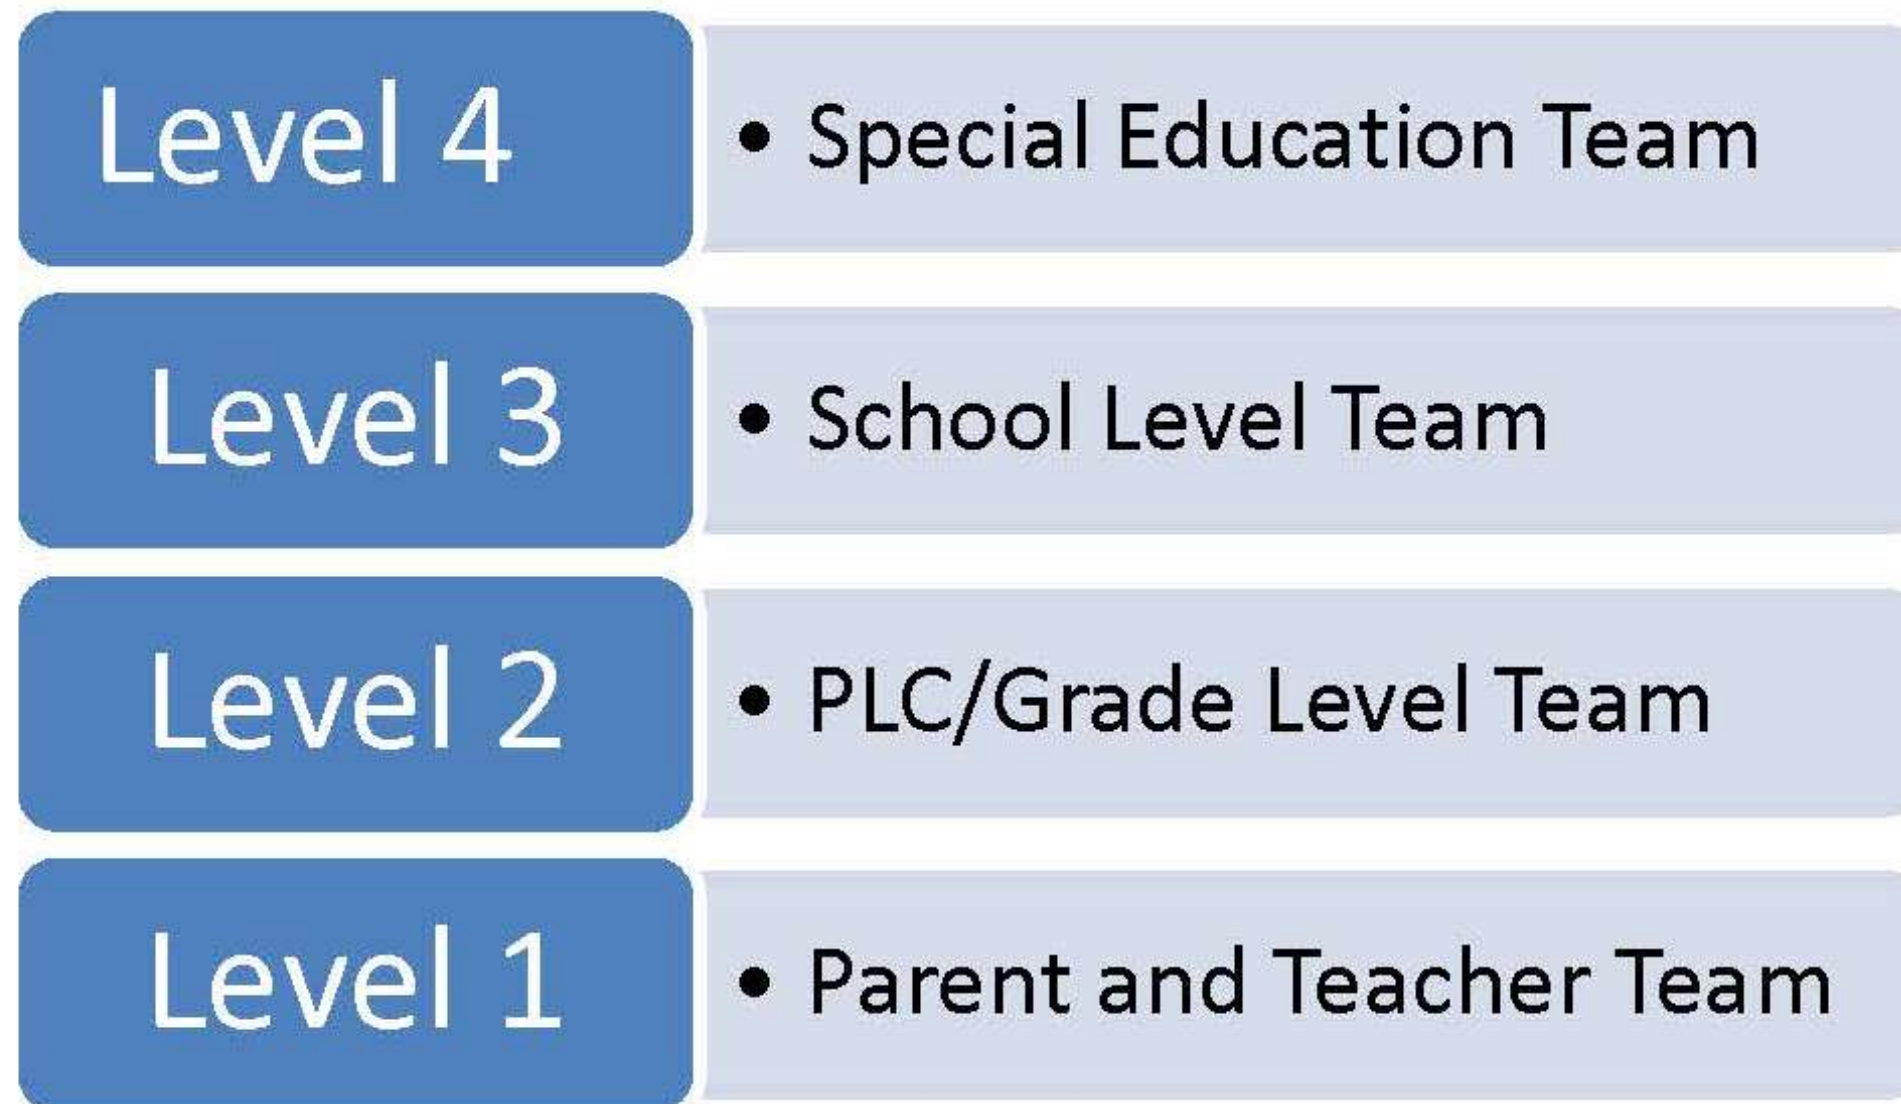 Level 4
• Special Education Team
Level 3
• School Level Team
Level 2
• PLC/Grade Level Team
Level 1
• Parent and Teacher Team